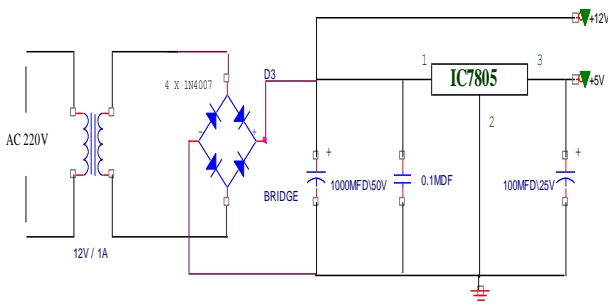 +12V
D3
1
3
4 X 1N4007
IC7805
+5V
2
AC 220V
-
+
+
+
1000MFD\50V
0.1MDF
100MFD\25V
BRIDGE
12V / 1A